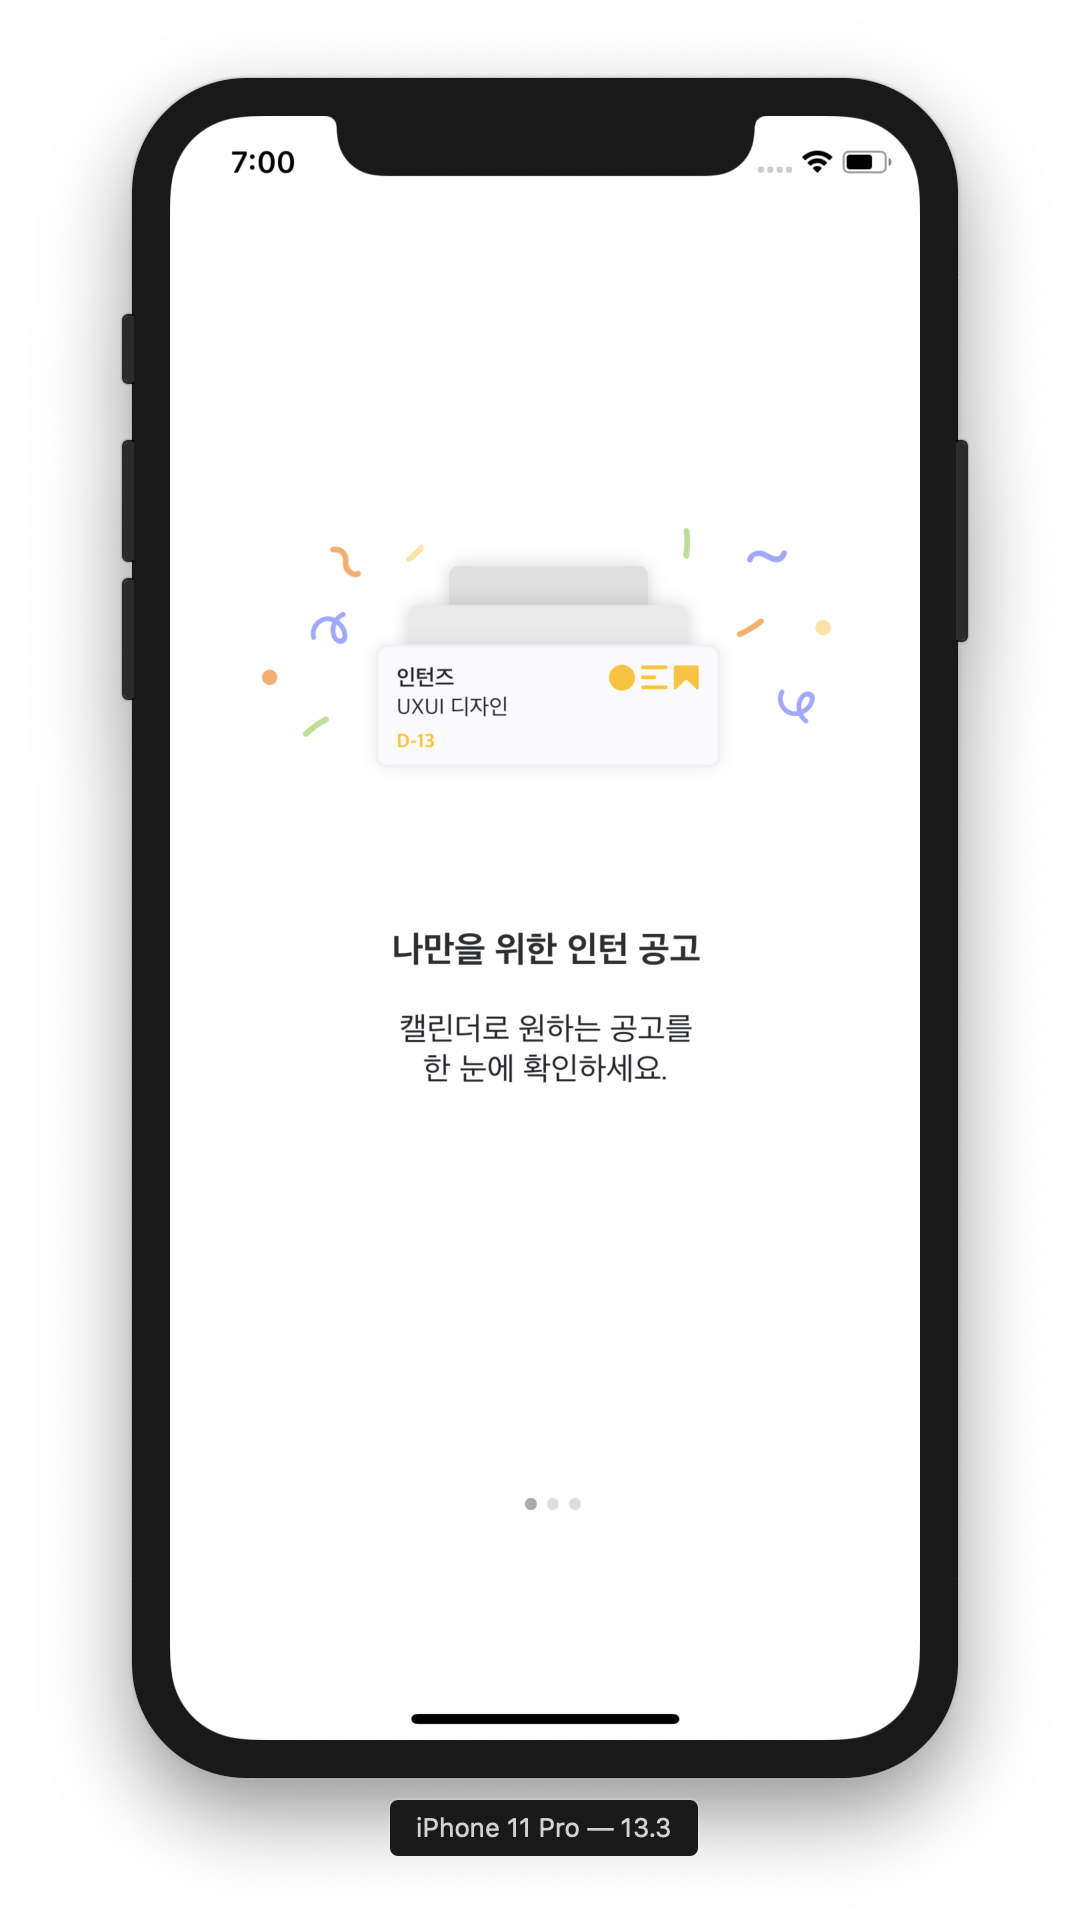 7:00
인턴즈
UXUI 디자인
D-13
나만을 위한 인턴 공고
캘린더로 원하는 공고를
한 눈에 확인하세요.
iPhone 11 Pro — 13.3